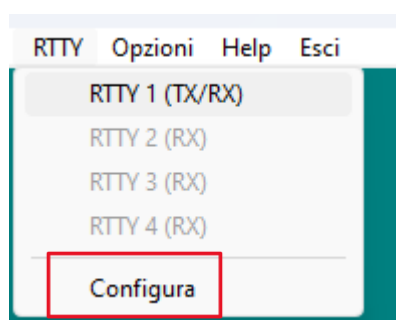 RTTY Opzioni Help Esci
RTTY 1 (TX/RX)
RTTY 2 (RX)
RTTY 3 (RX)
RTTY 4 (RX)
Configura